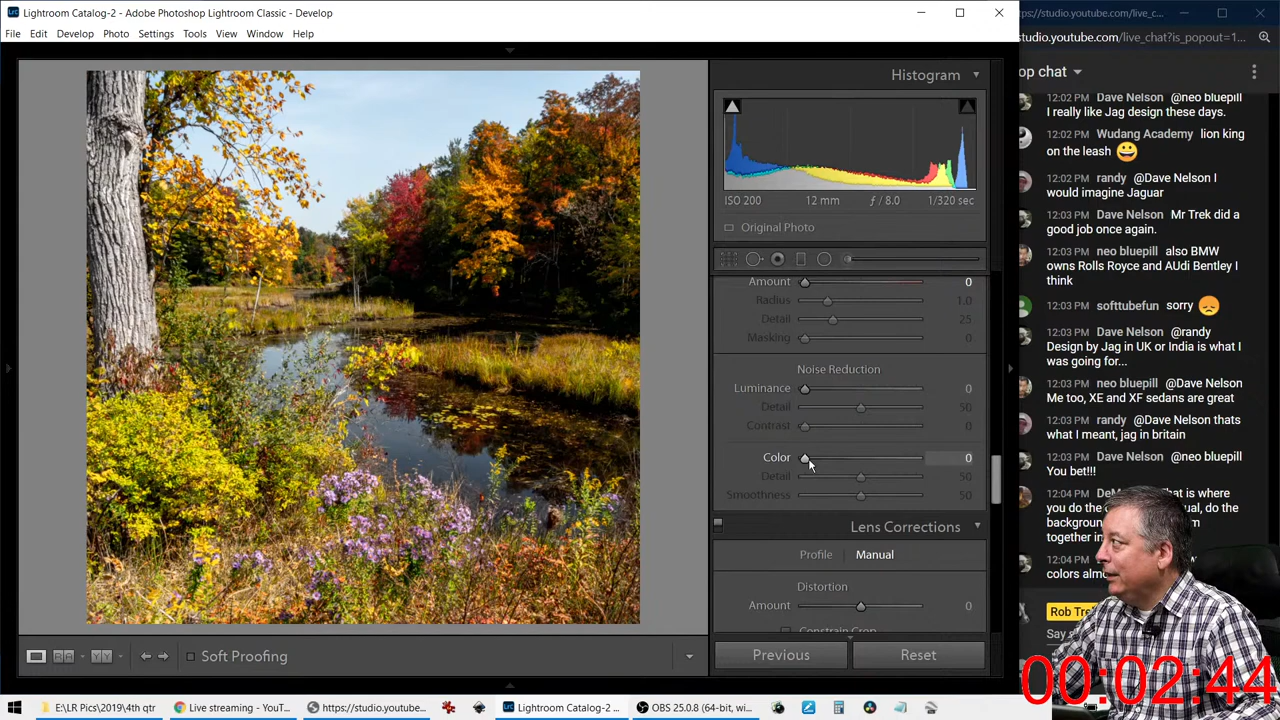 Lightroom Catalog-2 - Adobe Photoshop Lightroom Classic - Develop
File Edit Develop Photo Settings Tools View Window Help
Histogram
ISO 200 12 mm ƒ / 8.0 1/320 sec
Original Photo
Amount 0
Radius 1.0
Detail 25
Masking 0
Noise Reduction
Luminance 0
Detail 50
Contrast 0
Color 0
Detail 50
Smoothness 50
Lens Corrections
Profile Manual
Distortion
Amount 0
Constrain Crop
Soft Proofing
Previous Reset
ttps://studio.youtube.com/live_c...
studio.youtube.com/live_chat?is_popout=1...
op chat
12:02 PM Dave Nelson @neo bluepill
I really like Jag design these days.
12:02 PM Wudang Academy lion king
on the leash
12:02 PM randy @Dave Nelson I
would imagine Jaguar
12:03 PM Dave Nelson Mr Trek did a
good job once again.
12:03 PM neo bluepill also BMW
owns Rolls Royce and AUdi Bentley I
think
12:03 PM softtubefun sorry
12:03 PM Dave Nelson @randy
Design by Jag in UK or India is what I
was going for...
12:03 PM neo bluepill @Dave Nelson
Me too, XE and XF sedans are great
12:03 PM randy @Dave Nelson thats
what I meant, jag in britain
12:03 PM Dave Nelson @neo bluepill
You bet!!!
12:04 PM
you do the
background
together in
12:04 PM
colors
Rob
Say
00:02:44
E:\LR Pics\2019\4th qtr
Live streaming - YouT...
https://studio.youtube...
Lightroom Catalog-2 ...
OBS 25.0.8 (64-bit, wi...